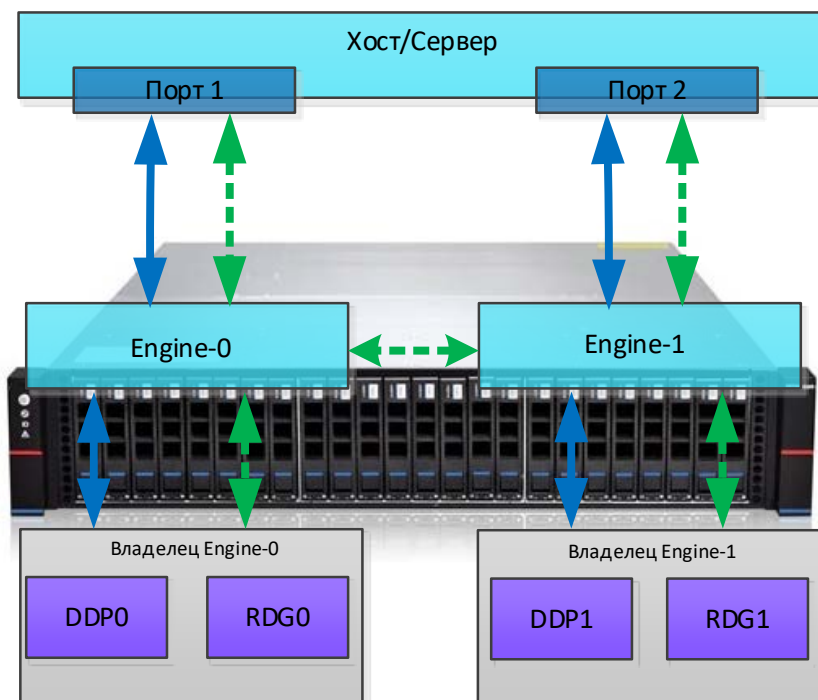 Хост/Сервер
Порт 1
Порт 2
Engine-0
Engine-1
Владелец Engine-0
Владелец Engine-1
DDP0
RDG0
DDP1
RDG1